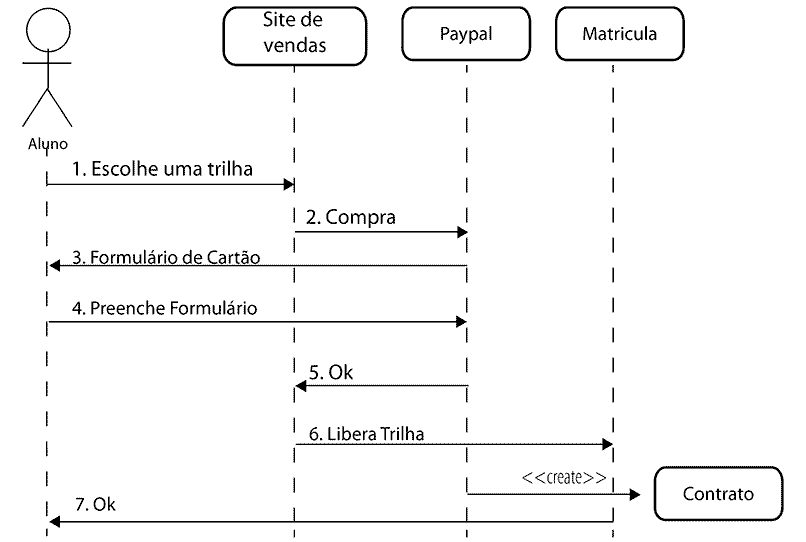 Site de
vendas
Paypal
Matricula
Aluno
1. Escolhe uma trilha
2. Compra
3. Formulário de Cartão
4. Preenche Formulário
5. Ok
6. Libera Trilha
<<create>>
Contrato
7. Ok